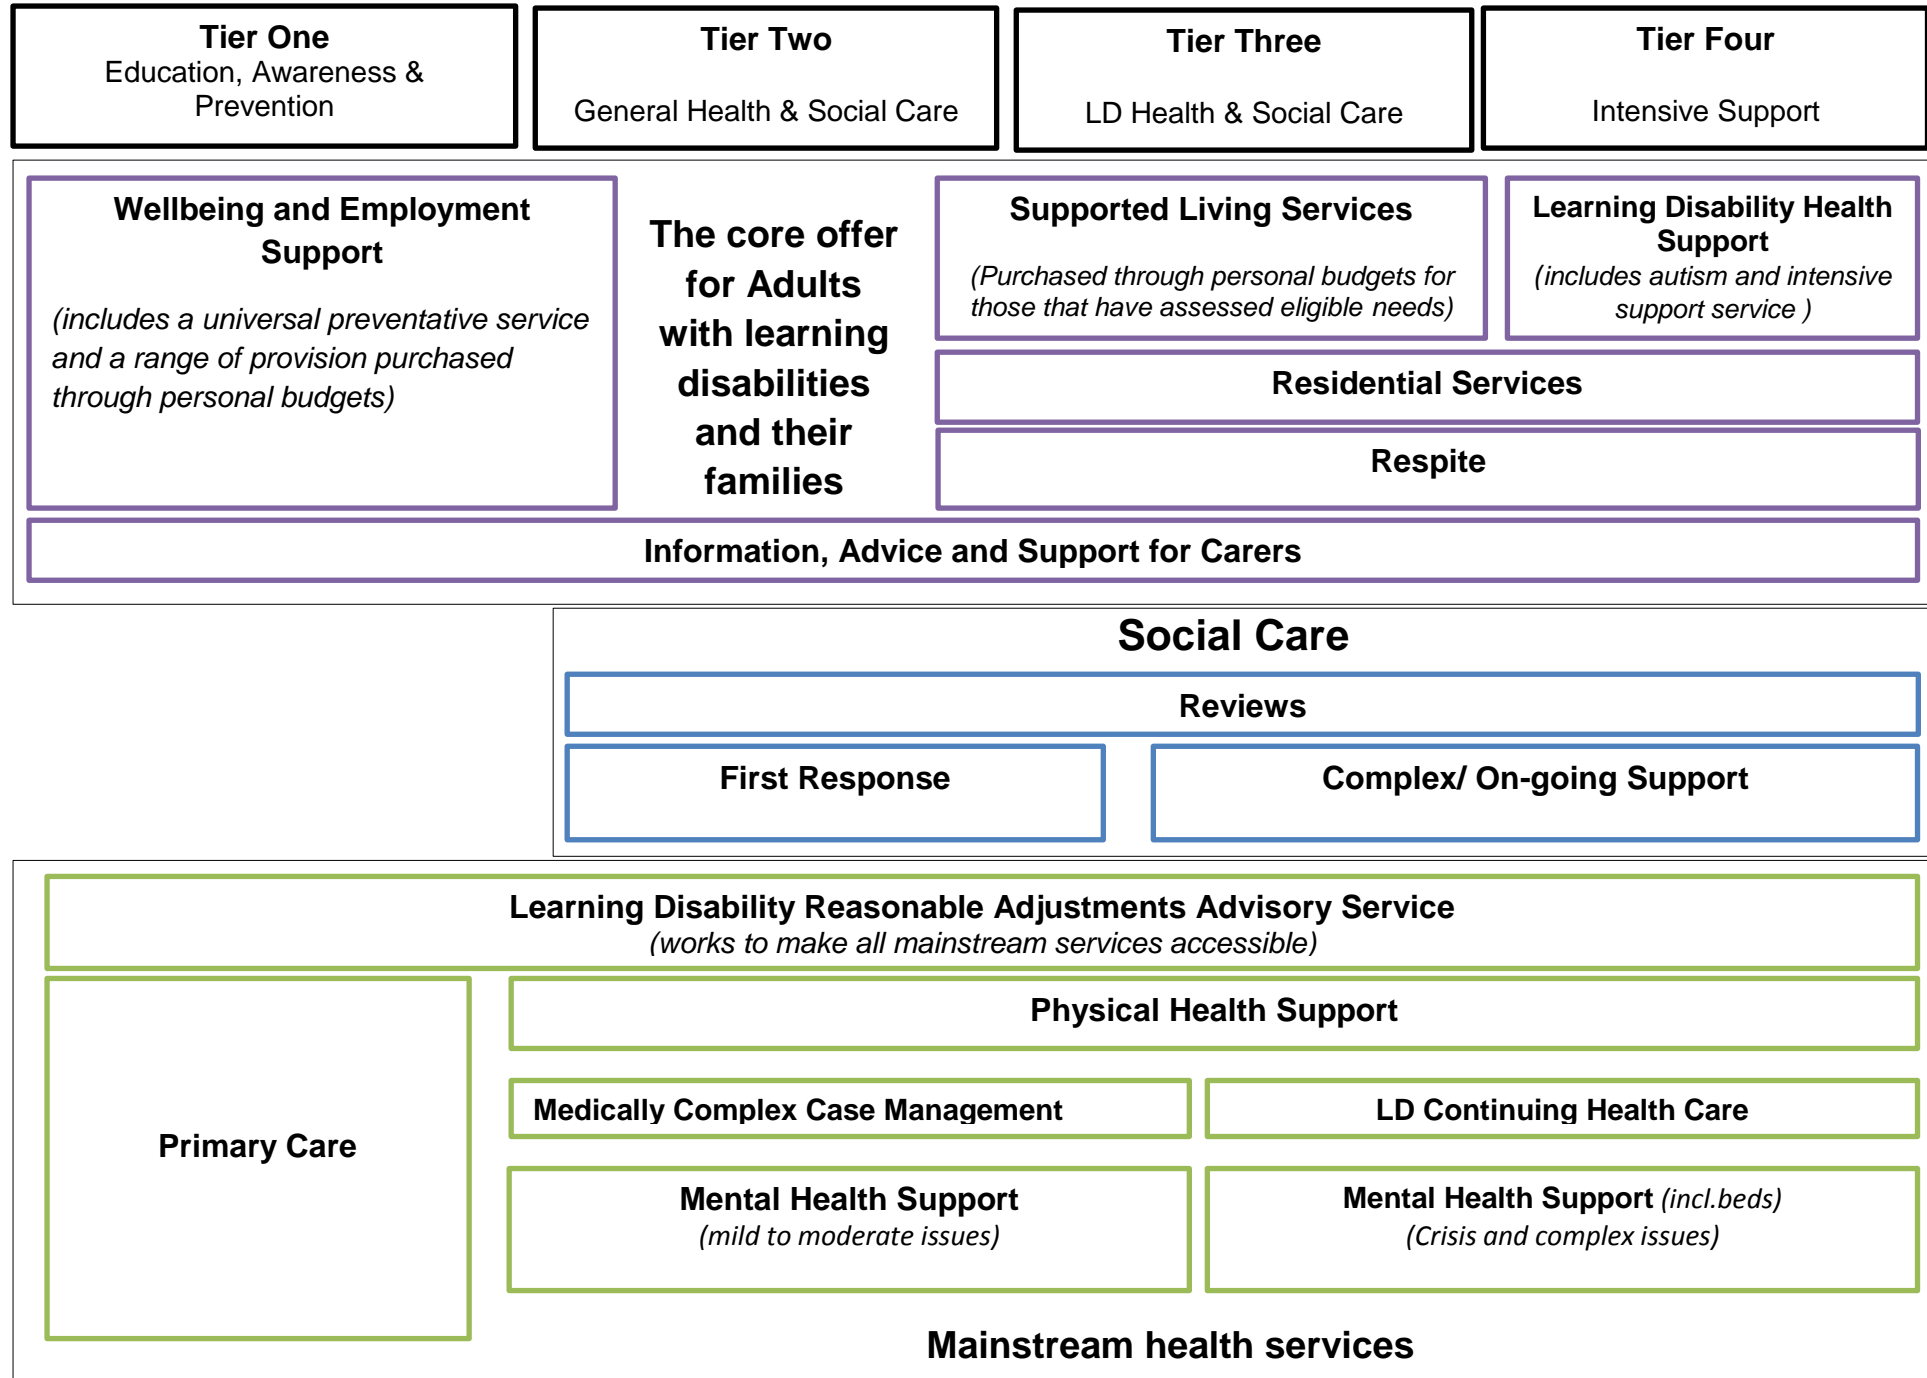 Tier One
Education, Awareness &
Prevention
Tier Two
General Health & Social Care
Tier Three
LD Health & Social Care
Tier Four
Intensive Support
Wellbeing and Employment
Support
(includes a universal preventative service
and a range of provision purchased
through personal budgets)
The core offer
for Adults
with learning
disabilities
and their
families
Supported Living Services
(Purchased through personal budgets for
those that have assessed eligible needs)
Learning Disability Health
Support
(includes autism and intensive
support service )
Residential Services
Respite
Information, Advice and Support for Carers
Social Care
Reviews
First Response
Complex/ On-going Support
Learning Disability Reasonable Adjustments Advisory Service
(works to make all mainstream services accessible)
Primary Care
Physical Health Support
Medically Complex Case Management
LD Continuing Health Care
Mental Health Support
(mild to moderate issues)
Mental Health Support (incl.beds)
(Crisis and complex issues)
Mainstream health services